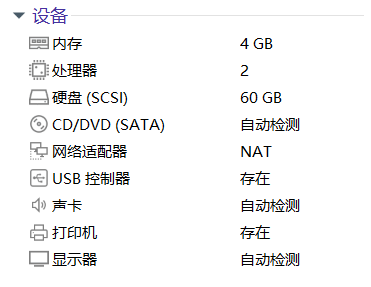 设备
内存 4 GB
处理器 2
硬盘 (SCSI) 60 GB
CD/DVD (SATA) 自动检测
网络适配器 NAT
USB 控制器 存在
声卡 自动检测
打印机 存在
显示器 自动检测